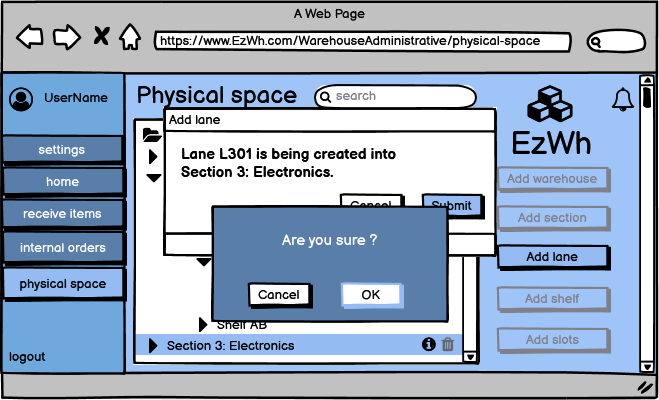 A Web Page
https://www.EzWh.com/WarehouseAdministrative/physical-space
UserName
settings
home
receive items
internal orders
physical space
logout
Physical space
search
Add lane
Lane L301 is being created into
Section 3: Electronics.
Cancel
Submit
Are you sure ?
Cancel
OK
Shelf AB
Section 3: Electronics
EzWh
Add warehouse
Add section
Add lane
Add shelf
Add slots